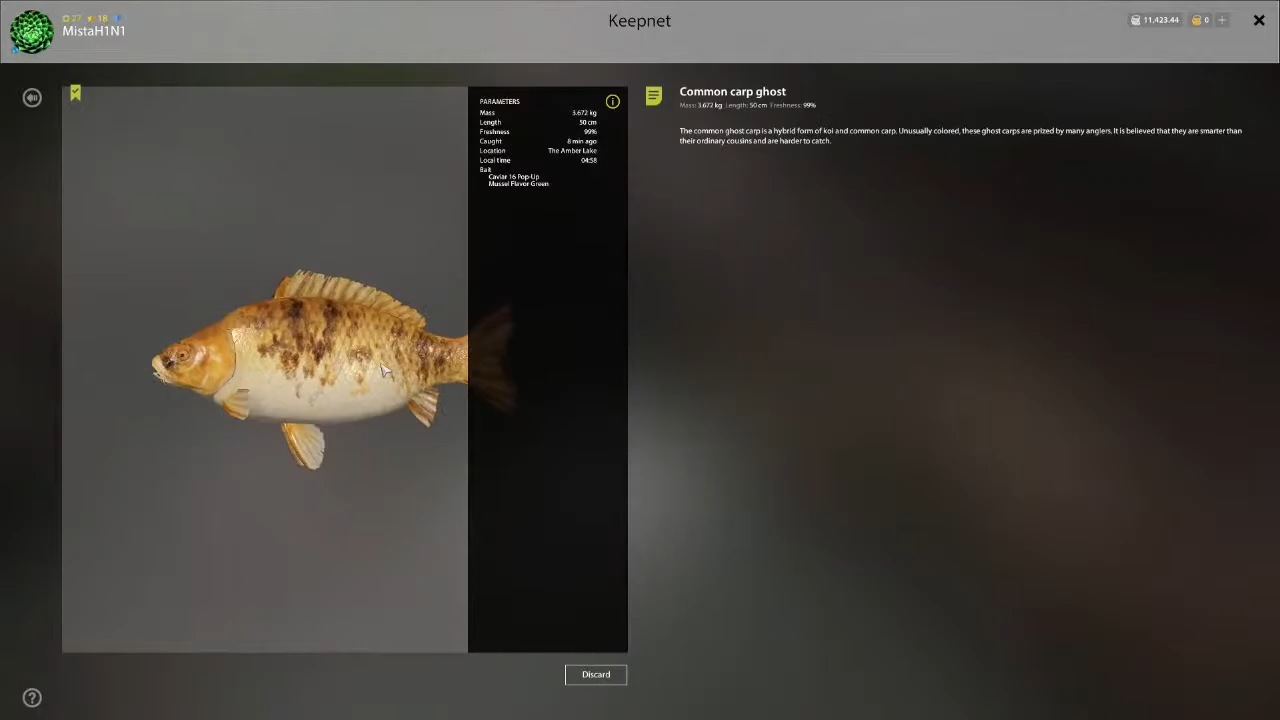 27 18
MistaH1N1
Keepnet
11,423.44 0
PARAMETERS
Mass 3.672 kg
Length 50 cm
Freshness 99%
Caught 8 min ago
Location The Amber Lake
Local time 04:58
Bait
Caviar 16 Pop-Up
Mussel Flavor Green
Common carp ghost
Mass: 3.672 kg Length: 50 cm Freshness: 99%
The common ghost carp is a hybrid form of koi and common carp. Unusually colored, these ghost carps are prized by many anglers. It is believed that they are smarter than
their ordinary cousins and are harder to catch.
Discard